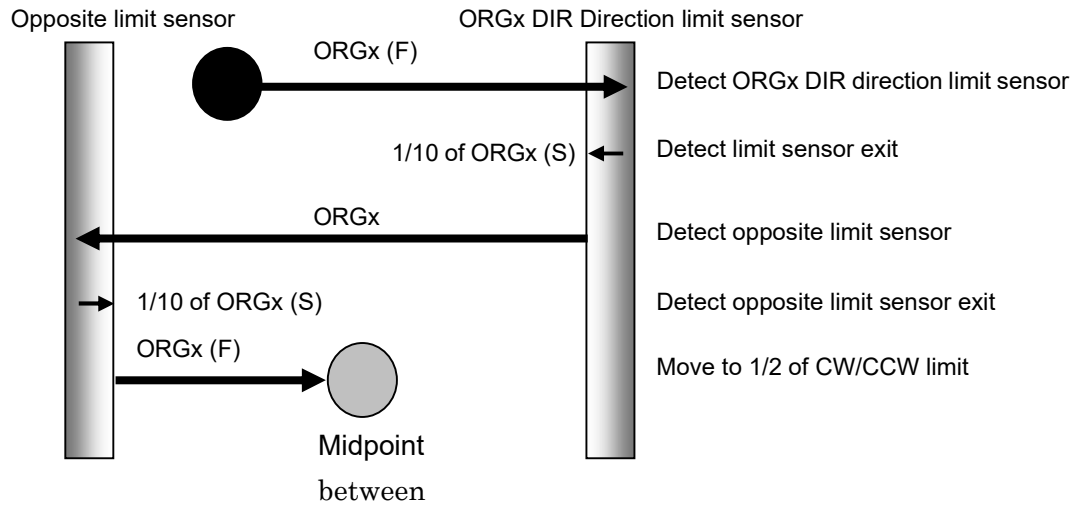 Opposite limit sensor
ORGx DIR Direction limit sensor
ORGx (F)
Detect ORGx DIR direction limit sensor
1/10 of ORGx (S)
Detect limit sensor exit
ORGx
Detect opposite limit sensor
1/10 of ORGx (S)
Detect opposite limit sensor exit
ORGx (F)
Move to 1/2 of CW/CCW limit
Midpoint
between